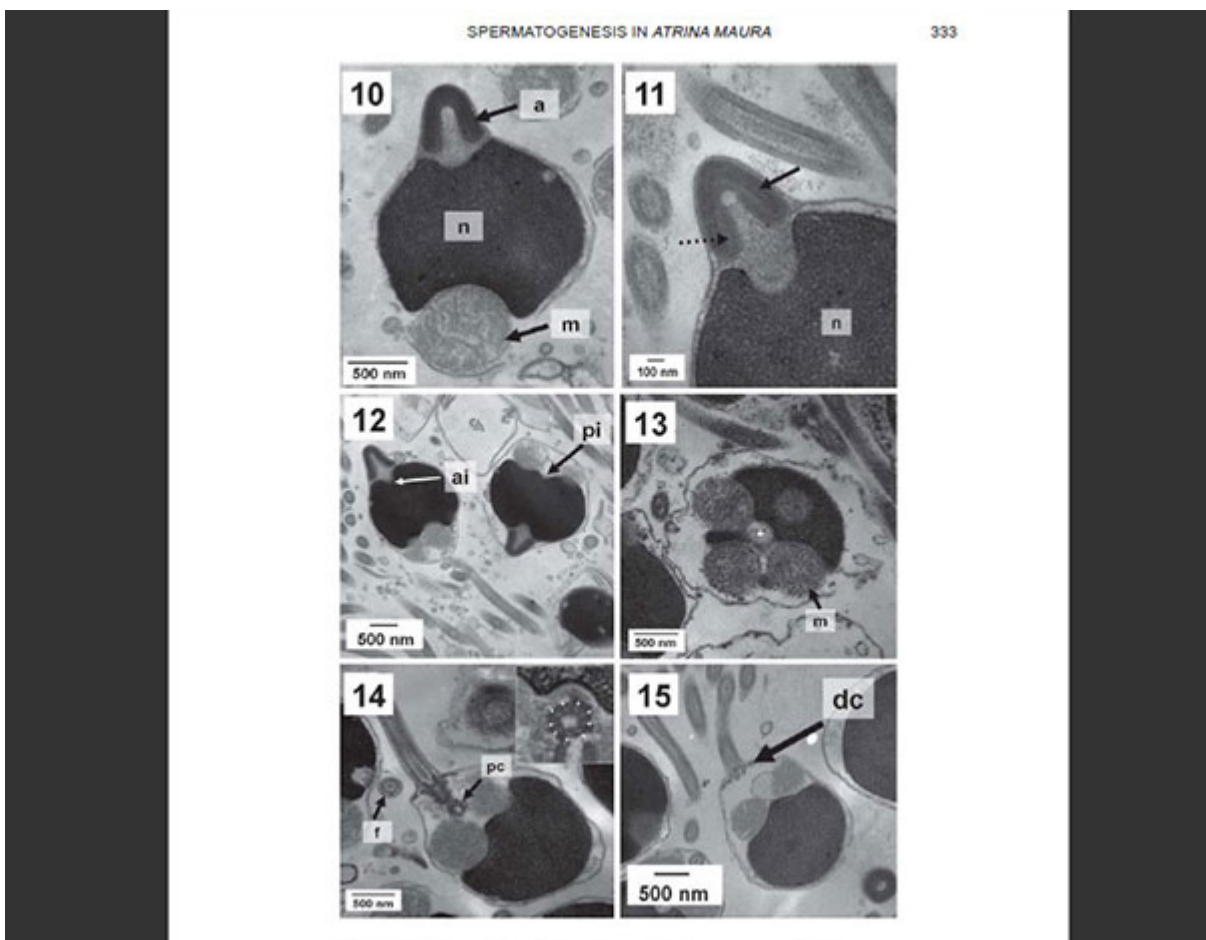 SPERMATOGENESIS IN ATRINA MAURA 333
10
a
n
m
500 nm
11
n
100 nm
12
ai
pi
500 nm
13
m
500 nm
14
pc
f
500 nm
15
dc
500 nm